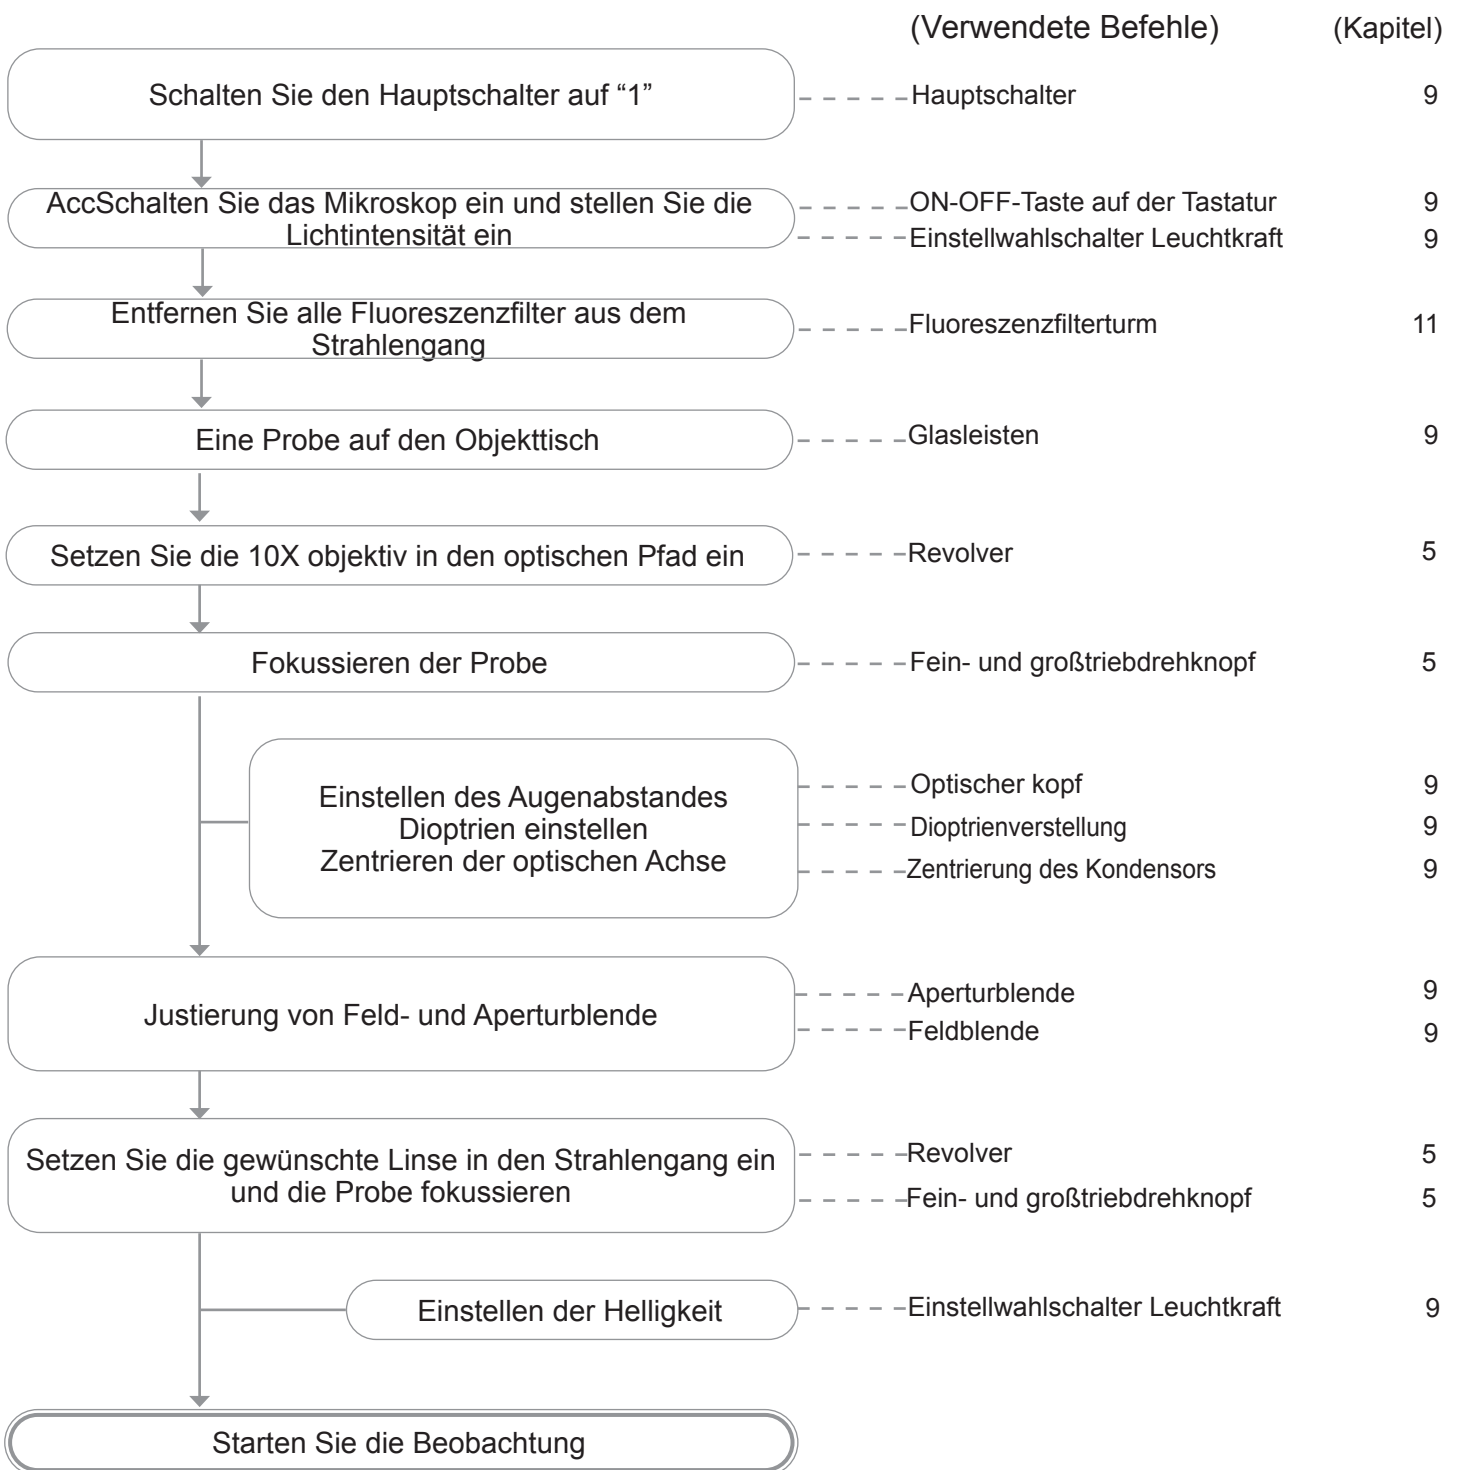 (Verwendete Befehle) (Kapitel)
Schalten Sie den Hauptschalter auf “1” Hauptschalter 9
AccSchalten Sie das Mikroskop ein und stellen Sie die
Lichtintensität ein
ON-OFF-Taste auf der Tastatur 9
Einstellwahlschalter Leuchtkraft 9
Entfernen Sie alle Fluoreszenzfilter aus dem
Strahlengang
Fluoreszenzfilterturm 11
Eine Probe auf den Objekttisch Glasleisten 9
Setzen Sie die 10X objektiv in den optischen Pfad ein Revolver 5
Fokussieren der Probe Fein- und großtriebdrehknopf 5
Einstellen des Augenabstandes
Dioptrien einstellen
Zentrieren der optischen Achse
Optischer kopf 9
Dioptrienverstellung 9
Zentrierung des Kondensors 9
Justierung von Feld- und Aperturblende
Aperturblende 9
Feldblende 9
Setzen Sie die gewünschte Linse in den Strahlengang ein
und die Probe fokussieren
Revolver 5
Fein- und großtriebdrehknopf 5
Einstellen der Helligkeit Einstellwahlschalter Leuchtkraft 9
Starten Sie die Beobachtung